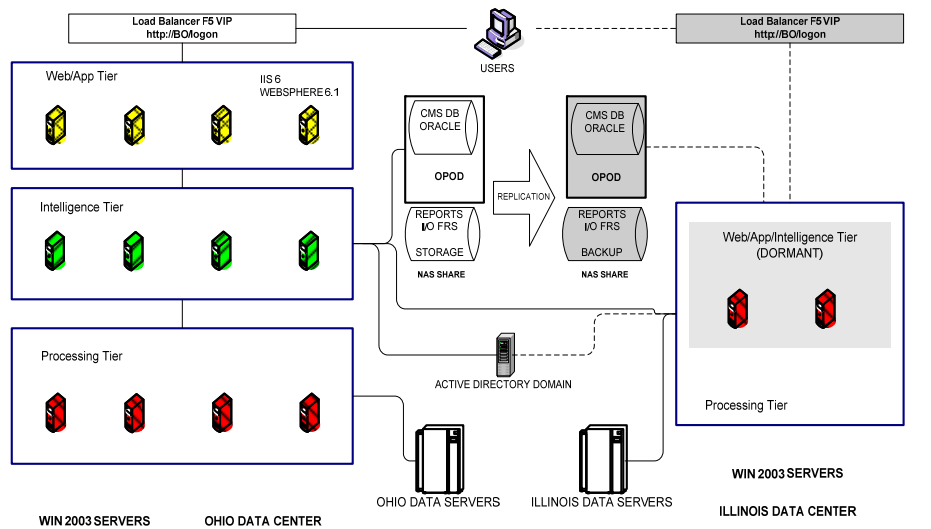 Load Balancer F5 VIP
http://BO/logon
USERS
Load Balancer F5 VIP
http://BO/logon
Web/App Tier
IIS 6
WEBSPHERE 6.1
CMS DB
ORACLE
OPOD
REPORTS
I/O FRS
STORAGE
NAS SHARE
REPLICATION
CMS DB
ORACLE
OPOD
REPORTS
I/O FRS
BACKUP
NAS SHARE
Intelligence Tier
Web/App/Intelligence Tier
(DORMANT)
Processing Tier
ACTIVE DIRECTORY DOMAIN
Processing Tier
OHIO DATA SERVERS
ILLINOIS DATA SERVERS
WIN 2003 SERVERS
ILLINOIS DATA CENTER
WIN 2003 SERVERS
OHIO DATA CENTER